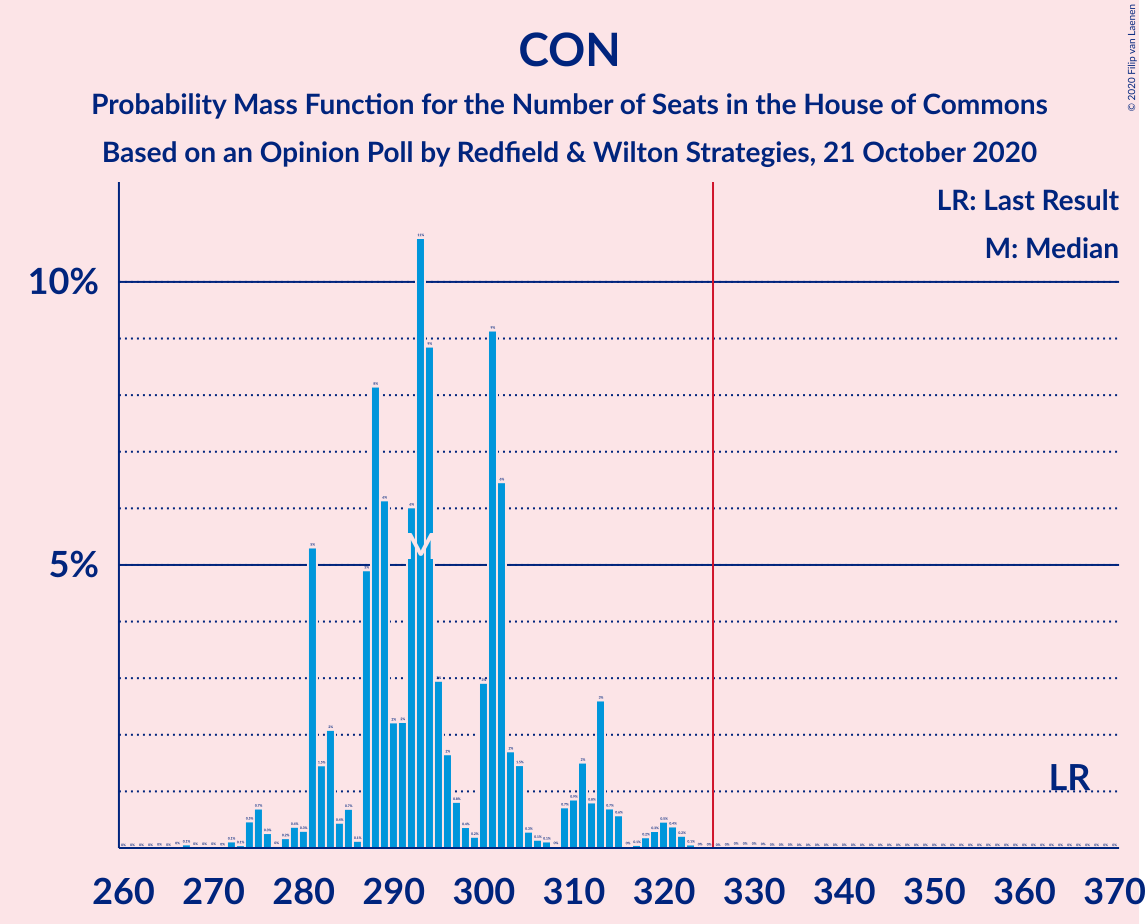 CON
Probability Mass Function for the Number of Seats in the House of Commons
Based on an Opinion Poll by Redfield & Wilton Strategies, 21 October 2020
© 2020 Filip van Laenen
LR: Last Result
M: Median
10%
5%
M
LR
260 270 280 290 300 310 320 330 340 350 360 370